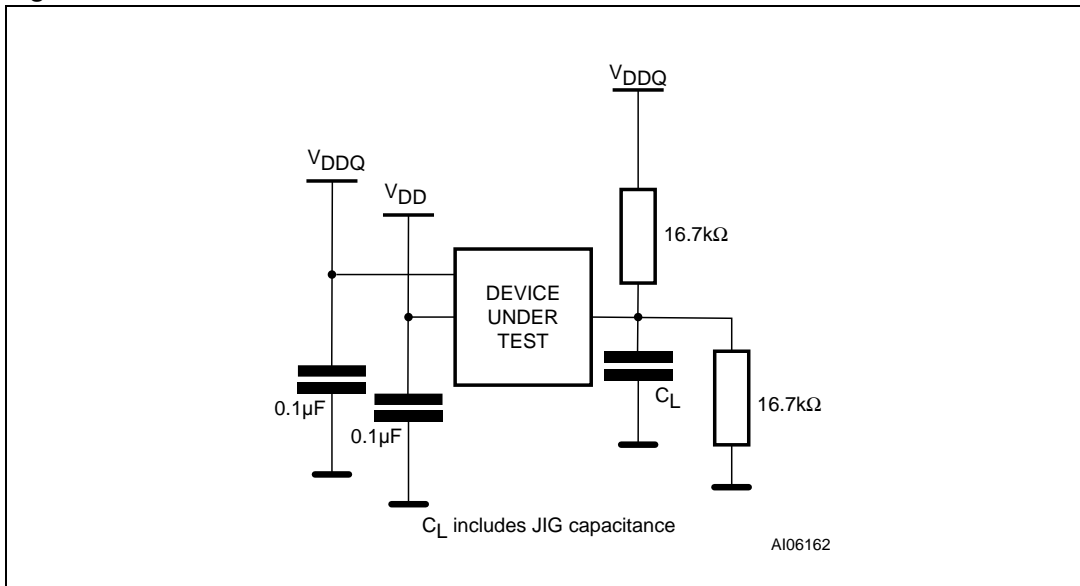 VDDQ
VDDQ
VDD
16.7kΩ
DEVICE
UNDER
TEST
CL
0.1µF
16.7kΩ
0.1µF
CL includes JIG capacitance
AI06162